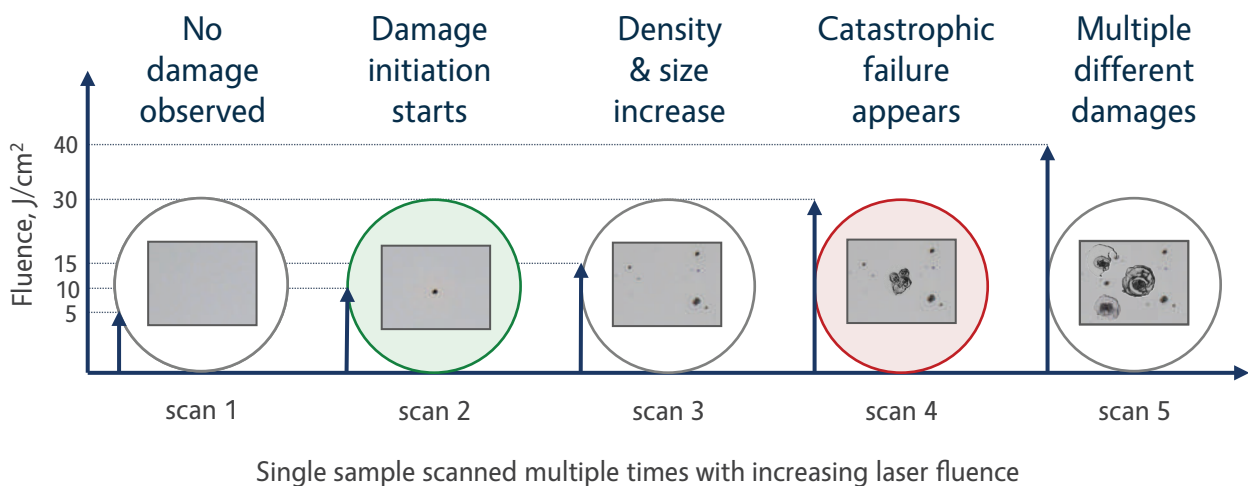 No
damage
observed
Damage
initiation
starts
Density
& size
increase
Catastrophic
failure
appears
Multiple
different
damages
Fluence, J/cm²
40
30
15
10
5
scan 1
scan 2
scan 3
scan 4
scan 5
Single sample scanned multiple times with increasing laser fluence